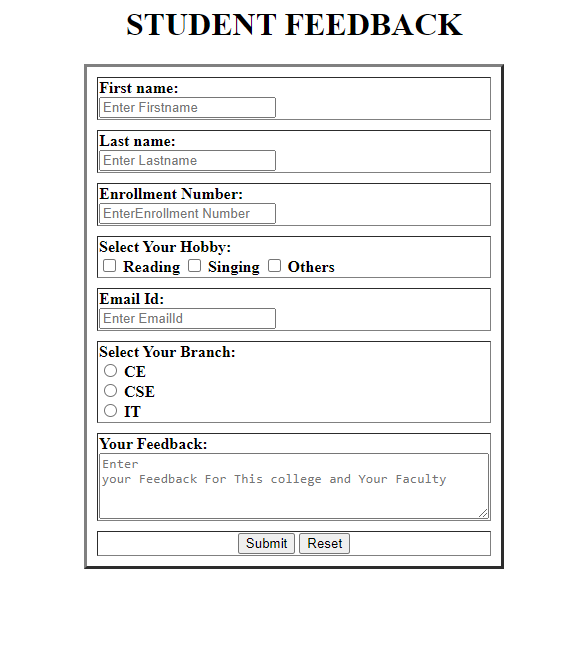 STUDENT FEEDBACK
First name:
Enter Firstname
Last name:
Enter Lastname
Enrollment Number:
EnterEnrollment Number
Select Your Hobby:
Reading Singing Others
Email Id:
Enter EmailId
Select Your Branch:
CE
CSE
IT
Your Feedback:
Enter
your Feedback For This college and Your Faculty
Submit Reset